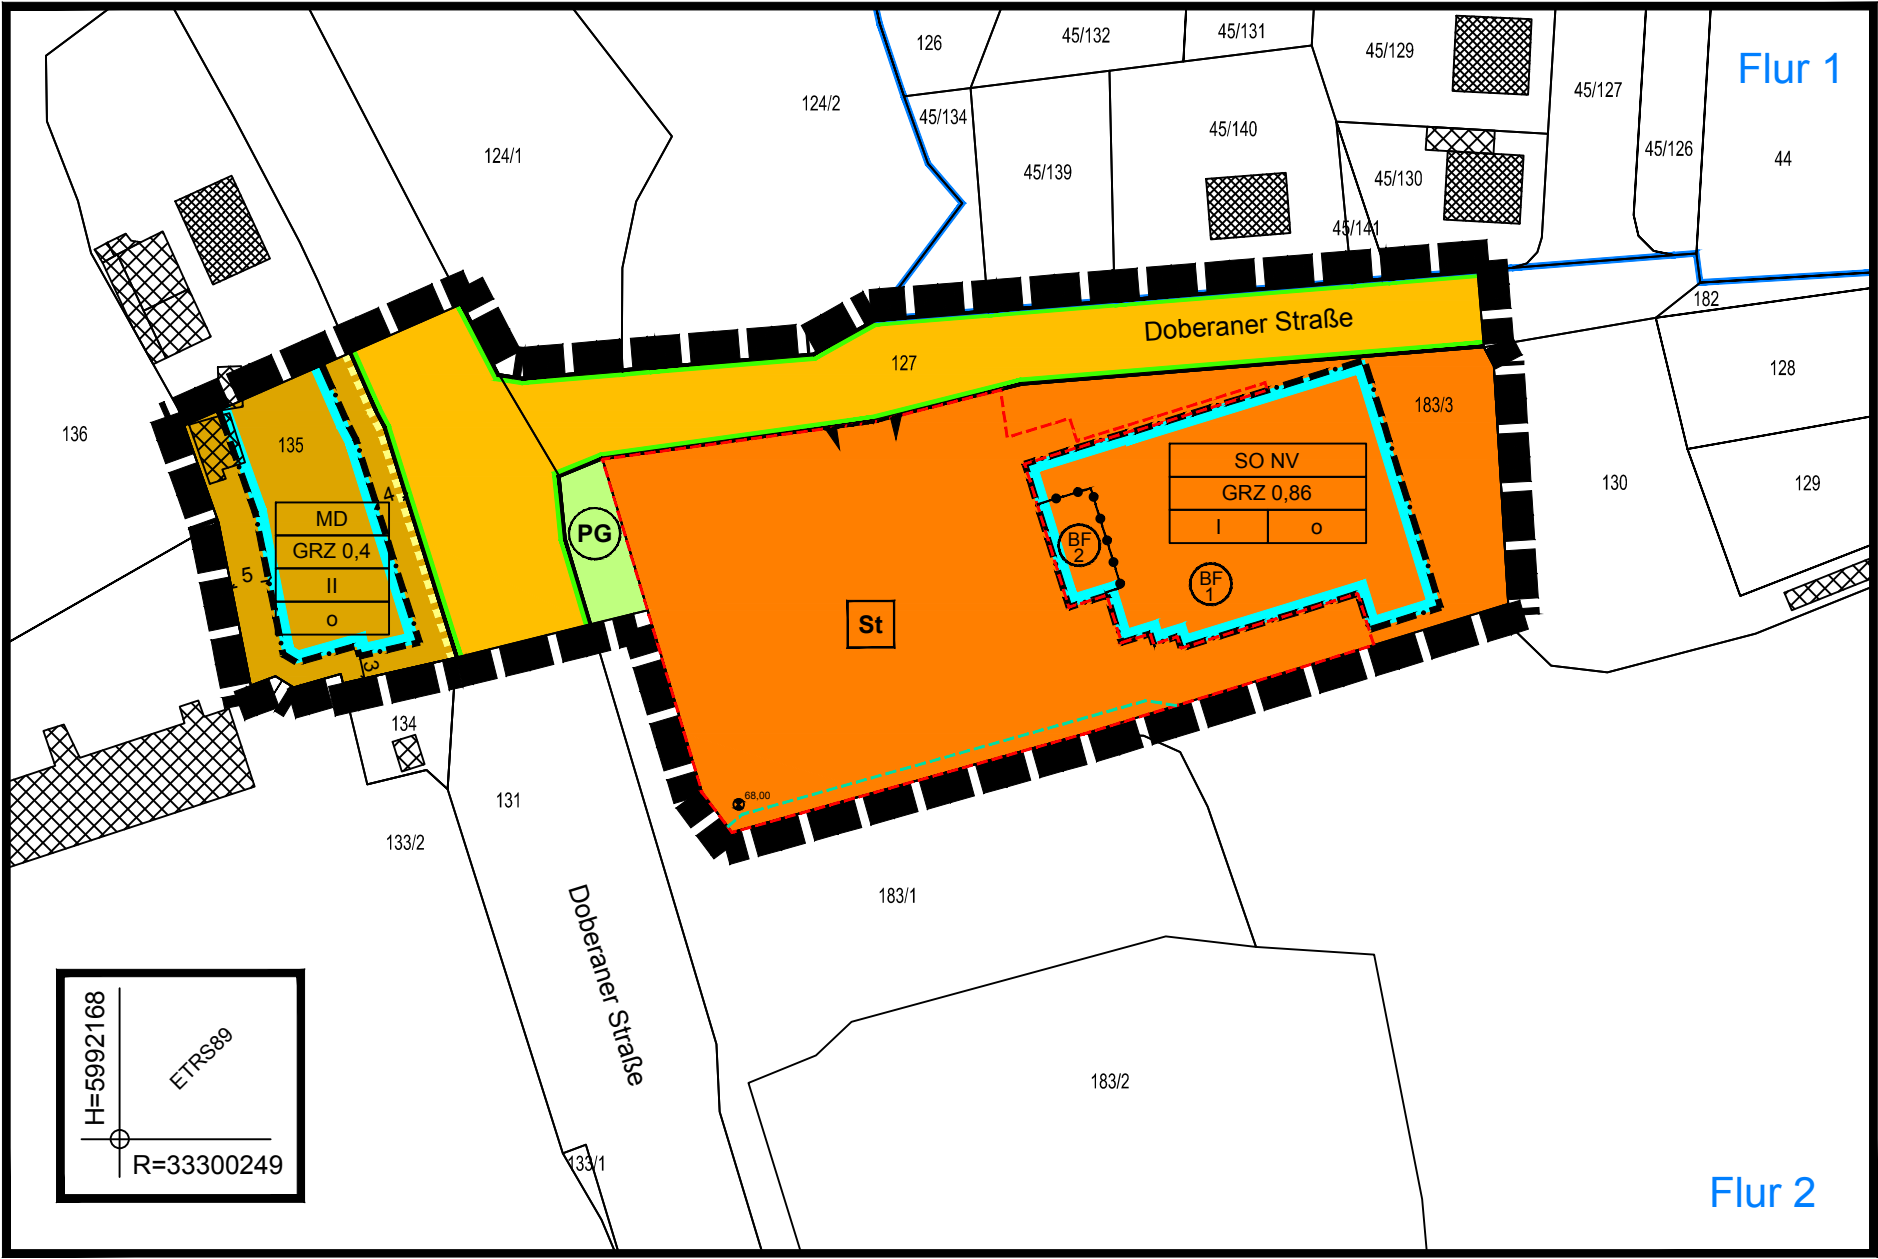 126
45/132
45/131
45/129
Flur 1
45/127
124/2
45/134
45/140
124/1
45/139
45/130
45/126
44
45/141
182
Doberaner Straße
127
128
183/3
136
135
4
SO NV
GRZ 0,86
I
o
130
129
MD
GRZ 0,4
II
o
PG
BF
2
BF
1
5
St
3
134
68,00
131
133/2
183/1
Doberaner Straße
H=5992168
ETRS89
R=33300249
183/2
133/1
Flur 2